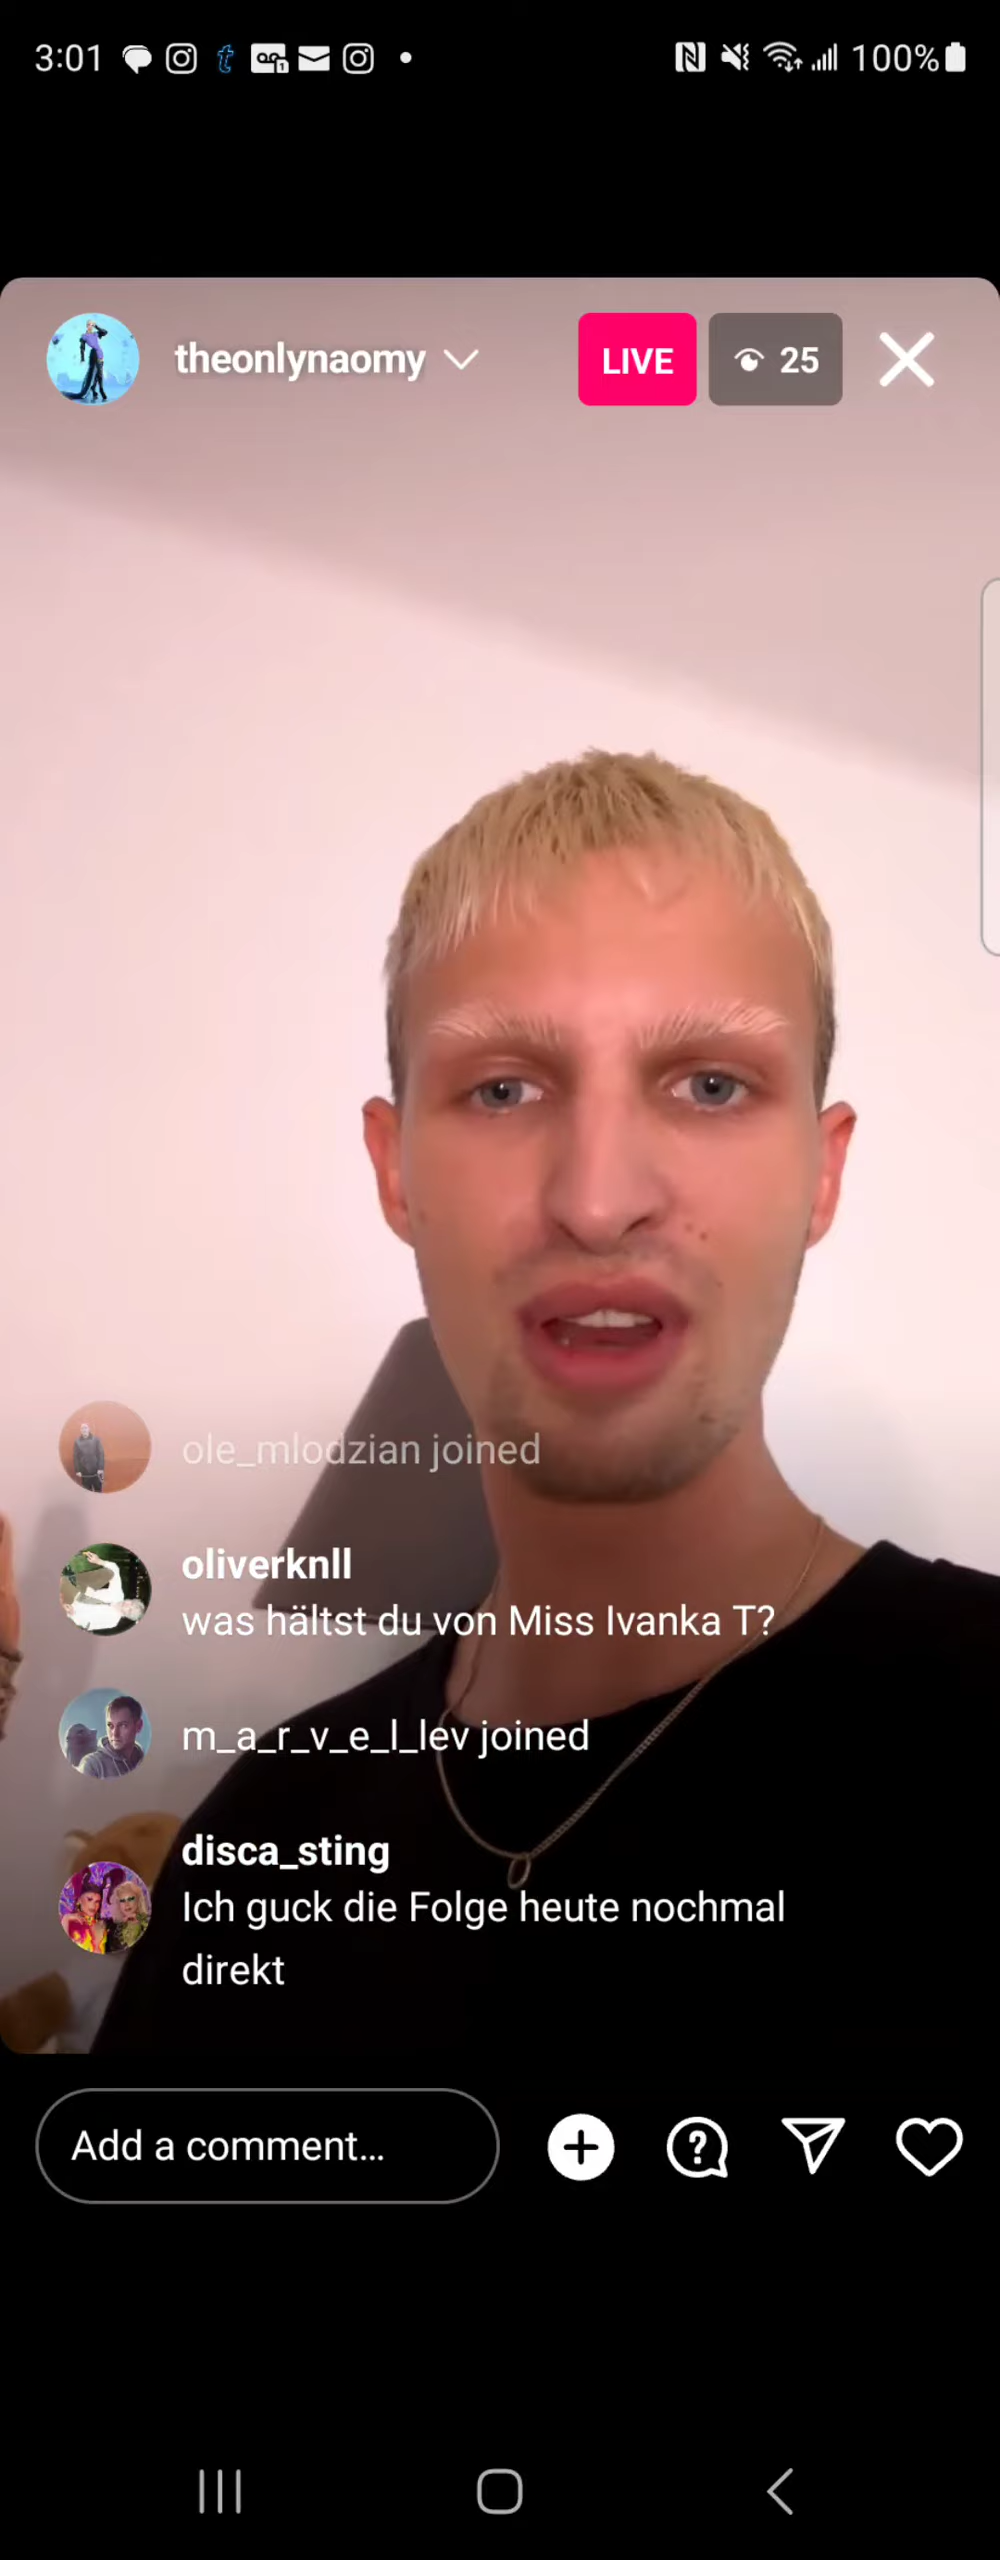 3:01
100%
theonlynaomy
LIVE
25
ole_mlodzian joined
oliverknll
was hältst du von Miss Ivanka T?
m_a_r_v_e_l_lev joined
disca_sting
Ich guck die Folge heute nochmal
direkt
Add a comment...